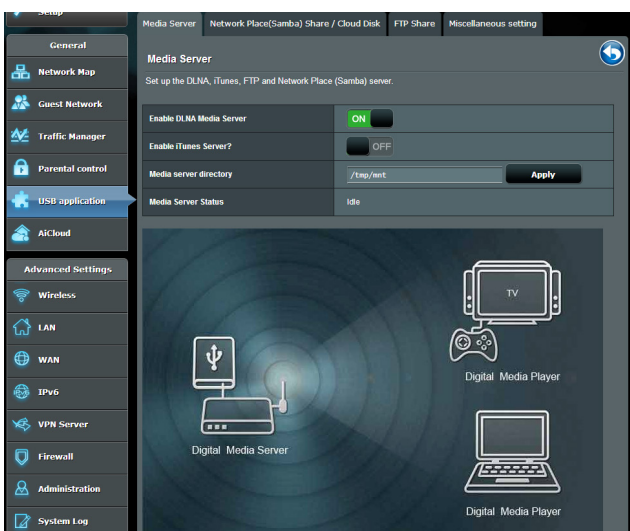 Setup
General
Network Map
Guest Network
Traffic Manager
Parental control
USB application
AiCloud
Advanced Settings
Wireless
LAN
WAN
IPv6
VPN Server
Firewall
Administration
System Log
Media Server Network Place(Samba) Share / Cloud Disk FTP Share Miscellaneous setting
Media Server
Set up the DLNA, iTunes, FTP and Network Place (Samba) server.
Enable DLNA Media Server ON
Enable iTunes Server? OFF
Media server directory /tmp/mnt Apply
Media Server Status Idle
TV
Digital Media Player
Digital Media Server
Digital Media Player